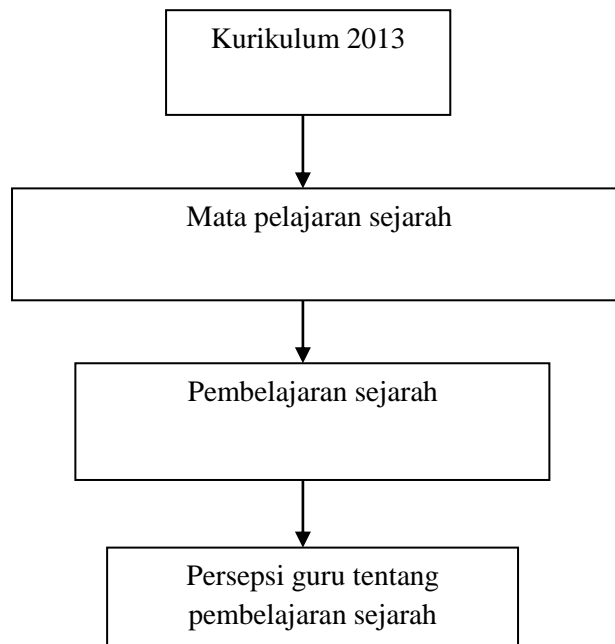 Kurikulum 2013
Mata pelajaran sejarah
Pembelajaran sejarah
Persepsi guru tentang
pembelajaran sejarah